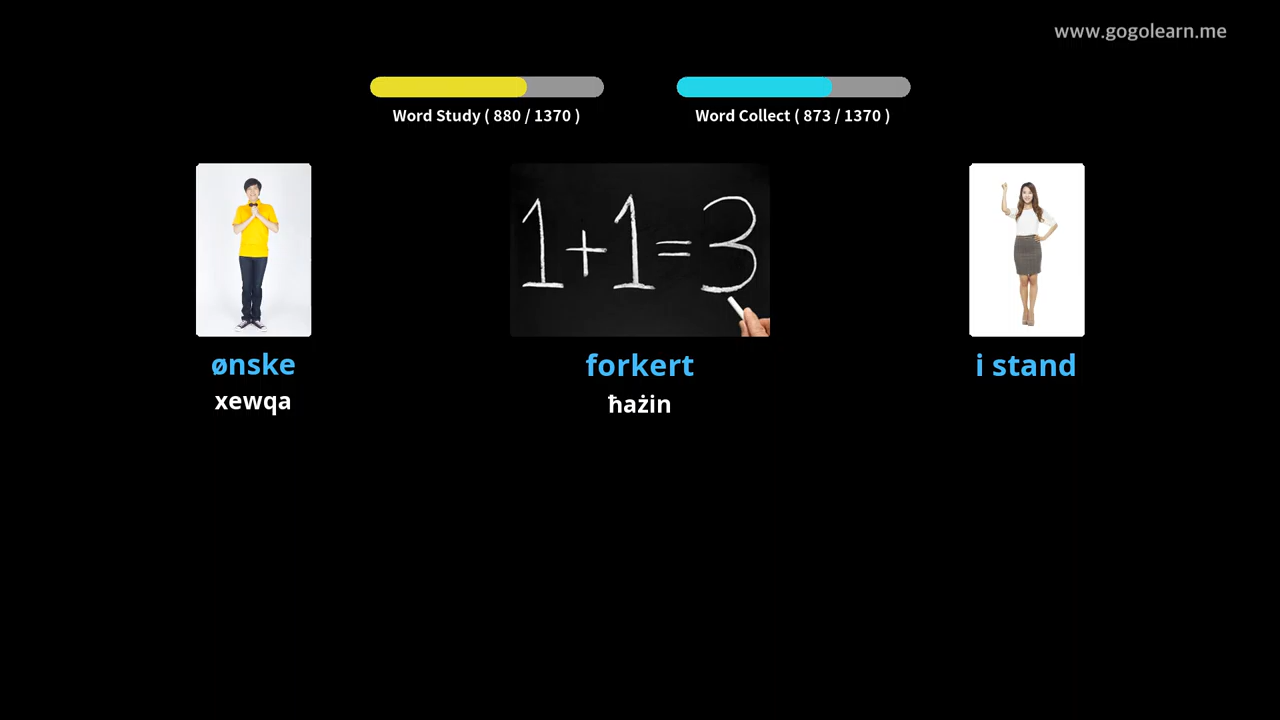 www.gogolearn.me
Word Study ( 880 / 1370 )
Word Collect ( 873 / 1370 )
1+1=3
ønske
xewqa
forkert
ħażin
i stand